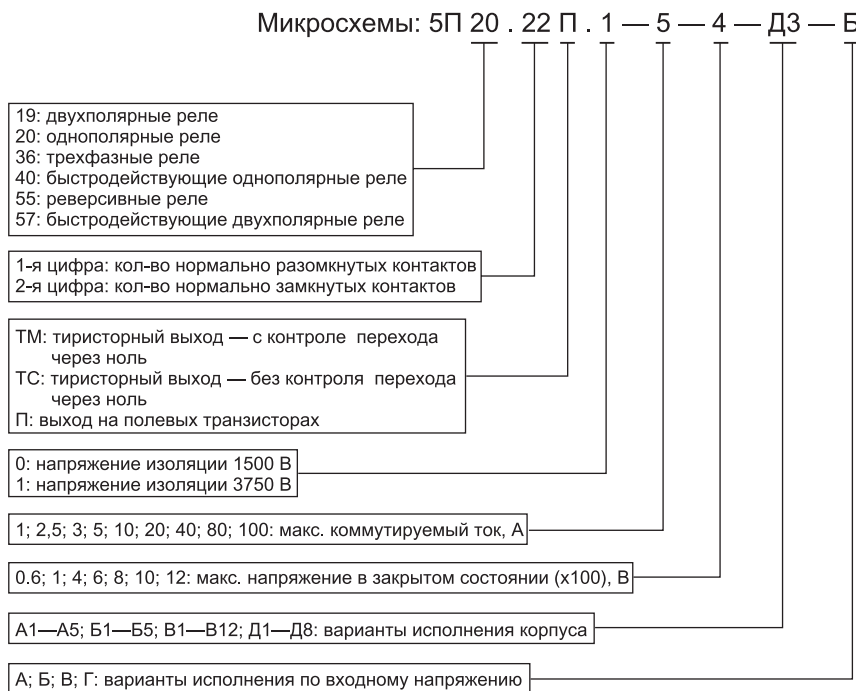 Микросхемы: 5П 20 . 22 П . 1 — 5 — 4 — Д3 — Б
19: двухполярные реле
20: однополярные реле
36: трехфазные реле
40: быстродействующие однополярные реле
55: реверсивные реле
57: быстродействующие двухполярные реле
1-я цифра: кол-во нормально разомкнутых контактов
2-я цифра: кол-во нормально замкнутых контактов
ТМ: тиристорный выход — с контроле перехода
через ноль
ТС: тиристорный выход — без контроля перехода
через ноль
П: выход на полевых транзисторах
0: напряжение изоляции 1500 В
1: напряжение изоляции 3750 В
1; 2,5; 3; 5; 10; 20; 40; 80; 100: макс. коммутируемый ток, А
0.6; 1; 4; 6; 8; 10; 12: макс. напряжение в закрытом состоянии (х100), В
А1—А5; Б1—Б5; В1—В12; Д1—Д8: варианты исполнения корпуса
А; Б; В; Г: варианты исполнения по входному напряжению